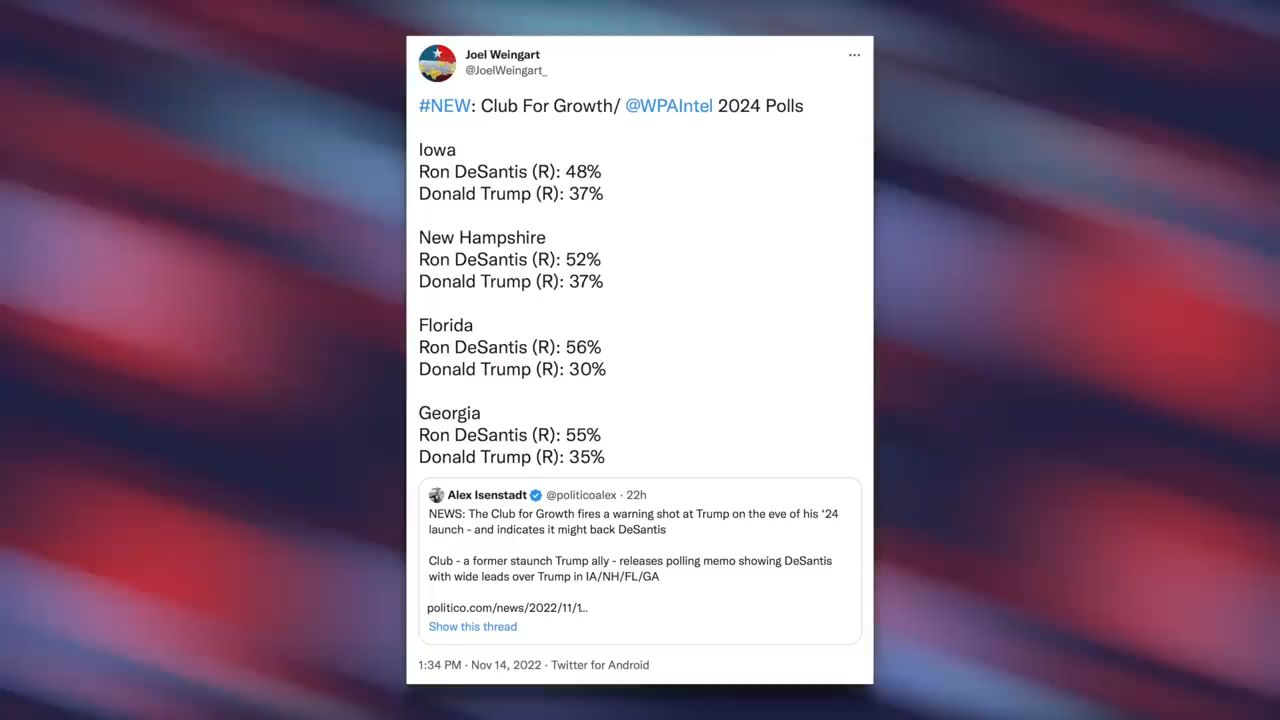 Joel Weingart
@JoelWeingart_
#NEW: Club For Growth/ @WPAIntel 2024 Polls
Iowa
Ron DeSantis (R): 48%
Donald Trump (R): 37%
New Hampshire
Ron DeSantis (R): 52%
Donald Trump (R): 37%
Florida
Ron DeSantis (R): 56%
Donald Trump (R): 30%
Georgia
Ron DeSantis (R): 55%
Donald Trump (R): 35%
Alex Isenstadt @politicoalex · 22h
NEWS: The Club for Growth fires a warning shot at Trump on the eve of his ‘24
launch - and indicates it might back DeSantis
Club - a former staunch Trump ally - releases polling memo showing DeSantis
with wide leads over Trump in IA/NH/FL/GA
politico.com/news/2022/11/1…
Show this thread
1:34 PM · Nov 14, 2022 · Twitter for Android